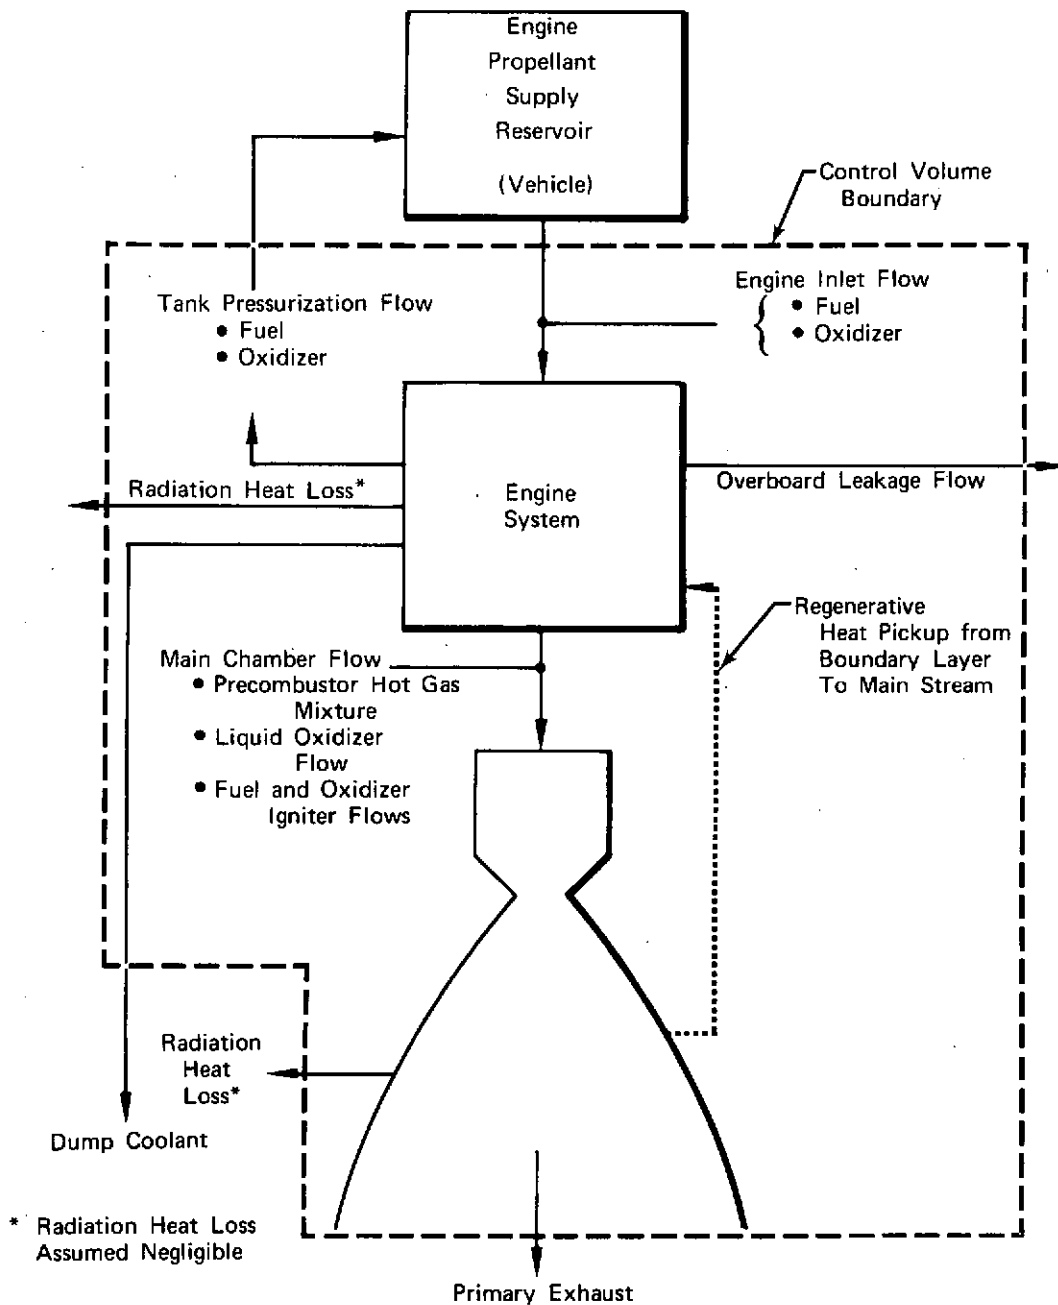 Engine
Propellant
Supply
Reservoir
(Vehicle)
Control Volume
Boundary
Engine Inlet Flow
• Fuel
• Oxidizer
Tank Pressurization Flow
• Fuel
• Oxidizer
Radiation Heat Loss*
Engine
System
Overboard Leakage Flow
Regenerative
Heat Pickup from
Boundary Layer
To Main Stream
Main Chamber Flow
• Precombustor Hot Gas
Mixture
• Liquid Oxidizer
Flow
• Fuel and Oxidizer
Igniter Flows
Radiation
Heat
Loss*
Dump Coolant
* Radiation Heat Loss
Assumed Negligible
Primary Exhaust